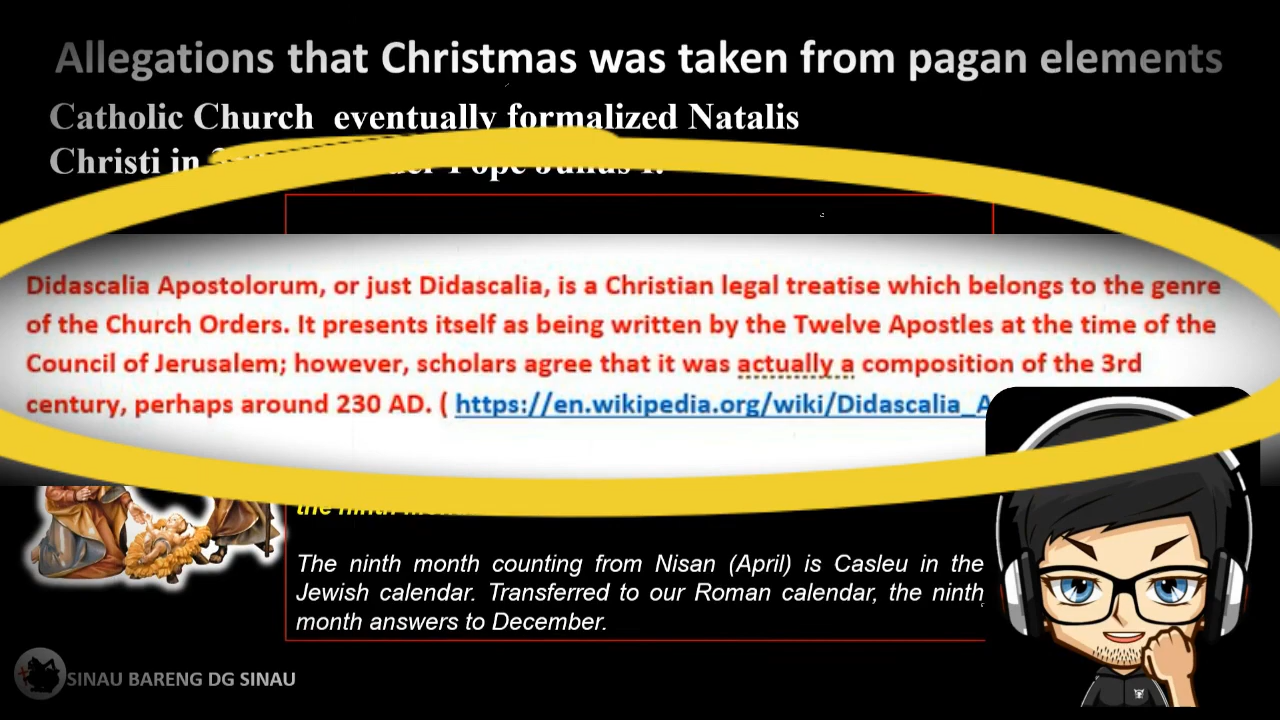 Allegations that Christmas was taken from pagan elements
Catholic Church eventually formalized Natalis
Christi in Pope Julius I.
Didascalia Apostolorum, or just Didascalia, is a Christian legal treatise which belongs to the genre
of the Church Orders. It presents itself as being written by the Twelve Apostles at the time of the
Council of Jerusalem; however, scholars agree that it was actually a composition of the 3rd
century, perhaps around 230 AD. ( https://en.wikipedia.org/wiki/Didascalia_A
the ninth
The ninth month counting from Nisan (April) is Casleu in the
Jewish calendar. Transferred to our Roman calendar, the ninth
month answers to December.
SINAU BARENG DG SINAU